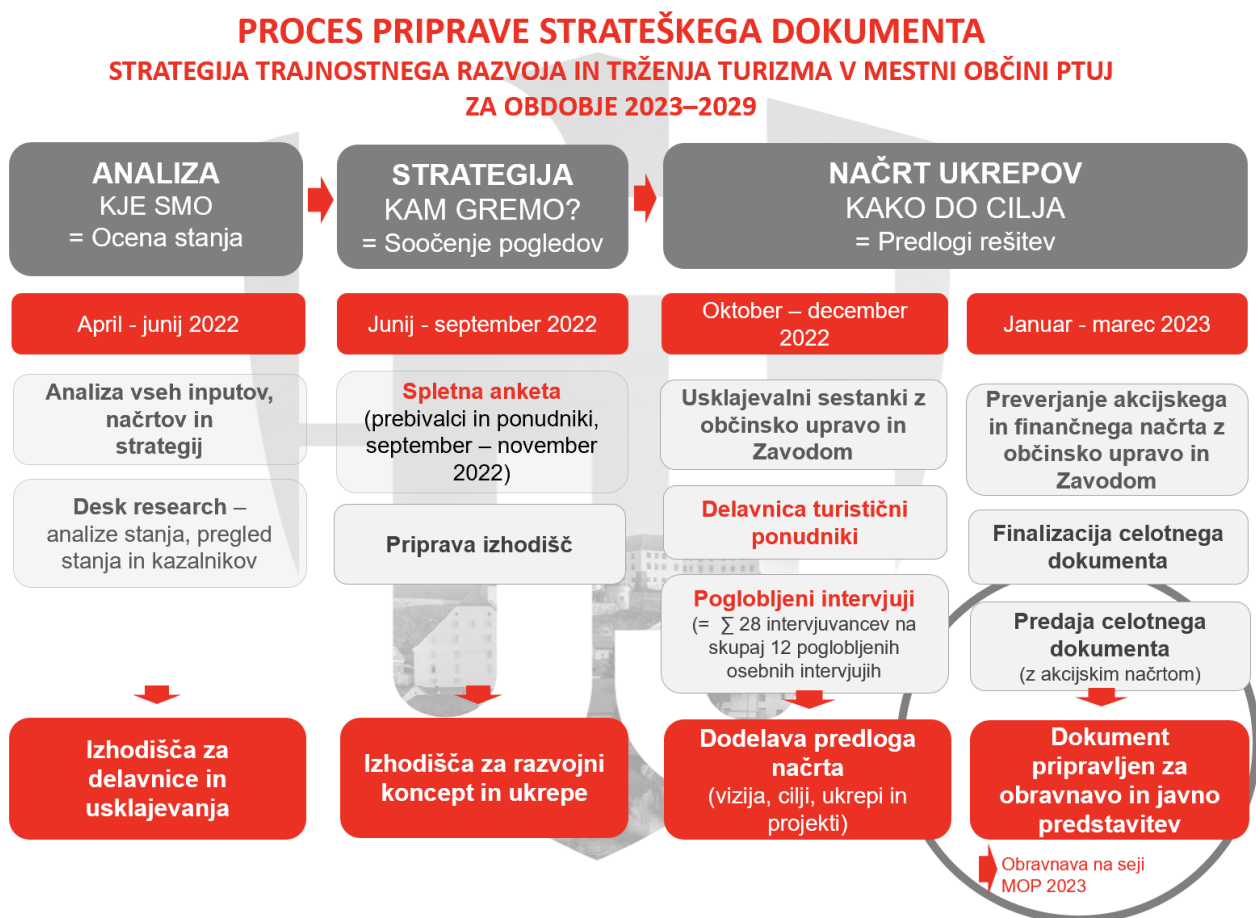 PROCES PRIPRAVE STRATEŠKEGA DOKUMENTA
STRATEGIJA TRAJNOSTNEGA RAZVOJA IN TRŽENJA TURIZMA V MESTNI OBČINI PTUJ
ZA OBDOBJE 2023–2029
ANALIZA
KJE SMO
= Ocena stanja
STRATEGIJA
KAM GREMO?
= Soočenje pogledov
NAČRT UKREPOV
KAKO DO CILJA
= Predlogi rešitev
April - junij 2022
Junij - september 2022
Oktober – december
2022
Januar - marec 2023
Analiza vseh inputov,
načrtov in
strategij
Desk research –
analize stanja, pregled
stanja in kazalnikov
Izhodišča za
delavnice in
usklajevanja
Spletna anketa
(prebivalci in ponudniki,
september – november
2022)
Priprava izhodišč
Izhodišča za razvojni
koncept in ukrepe
Usklajevalni sestanki z
občinsko upravo in
Zavodom
Delavnica turistični
ponudniki
Poglobljeni intervjuji
(= ∑ 28 intervjuvancev na
skupaj 12 poglobljenih
osebnih intervjujih
Dodelava predloga
načrta
(vizija, cilji, ukrepi in
projekti)
Preverjanje akcijskega
in finančnega načrta z
občinsko upravo in
Zavodom
Finalizacija celotnega
dokumenta
Predaja celotnega
dokumenta
(z akcijskim načrtom)
Dokument
pripravljen za
obravnavo in javno
predstavitev
Obravnava na seji
MOP 2023